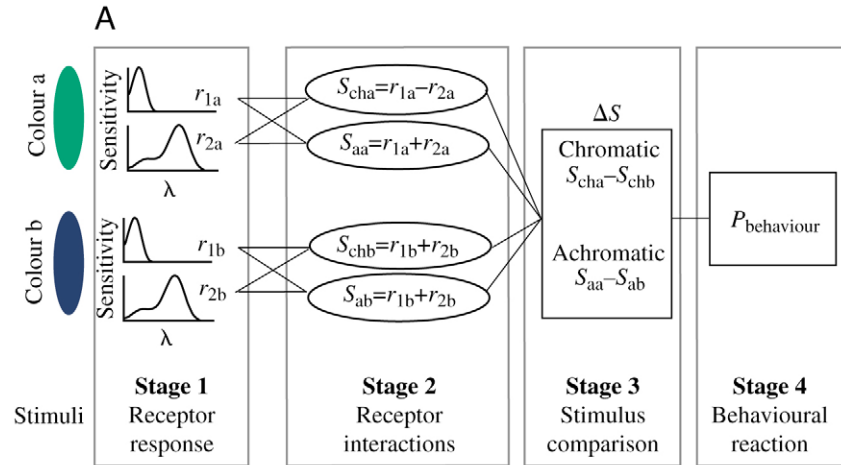 A
Colour a
Sensitivity
r1a
r2a
λ
Scha=r1a–r2a
Saa=r1a+r2a
Colour b
Sensitivity
r1b
r2b
λ
Schb=r1b+r2b
Sab=r1b+r2b
ΔS
Chromatic
Scha–Schb
Achromatic
Saa–Sab
Pbehaviour
Stimuli
Stage 1
Receptor
response
Stage 2
Receptor
interactions
Stage 3
Stimulus
comparison
Stage 4
Behavioural
reaction